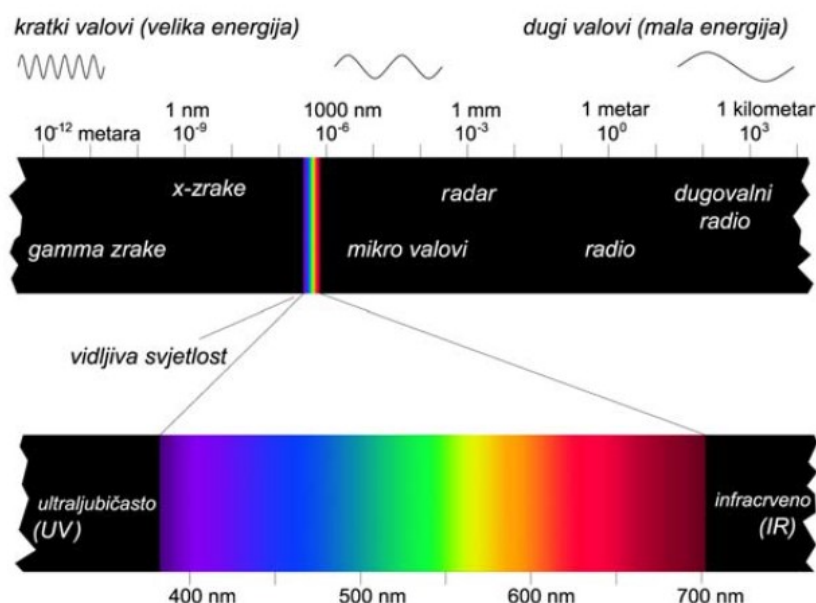 kratki valovi (velika energija) dugi valovi (mala energija)
1 nm 1000 nm 1 mm 1 metar 1 kilometar
10⁻¹² metara 10⁻⁹ 10⁻⁶ 10⁻³ 10⁰ 10³
x-zrake radar dugovalni
radio
gamma zrake mikro valovi radio
vidljiva svjetlost
ultraljubičasto
(UV)
infracrveno
(IR)
400 nm 500 nm 600 nm 700 nm